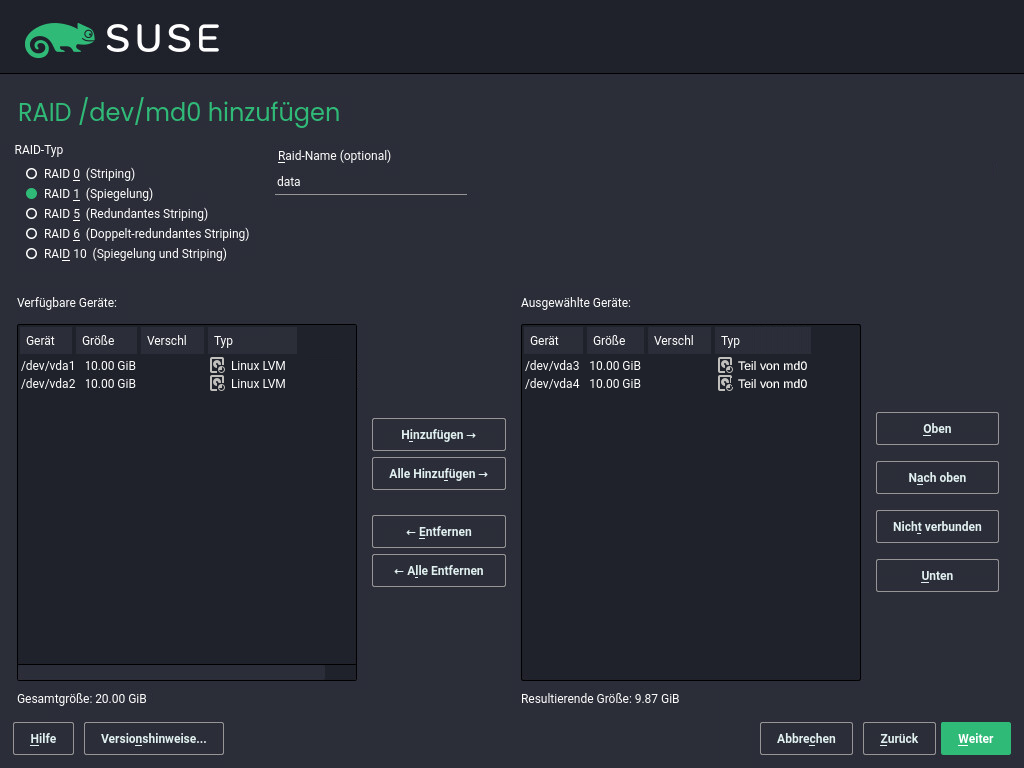 SUSE
RAID /dev/md0 hinzufügen
RAID-Typ
RAID 0 (Striping)
RAID 1 (Spiegelung)
RAID 5 (Redundantes Striping)
RAID 6 (Doppelt-redundantes Striping)
RAID 10 (Spiegelung und Striping)
Raid-Name (optional)
data
Verfügbare Geräte:
Gerät Größe Verschl Typ
/dev/vda1 10.00 GiB Linux LVM
/dev/vda2 10.00 GiB Linux LVM
Gesamtgröße: 20.00 GiB
Hinzufügen →
Alle Hinzufügen →
← Entfernen
← Alle Entfernen
Ausgewählte Geräte:
Gerät Größe Verschl Typ
/dev/vda3 10.00 GiB Teil von md0
/dev/vda4 10.00 GiB Teil von md0
Resultierende Größe: 9.87 GiB
Oben
Nach oben
Nicht verbunden
Unten
Hilfe Versionshinweise... Abbrechen Zurück Weiter